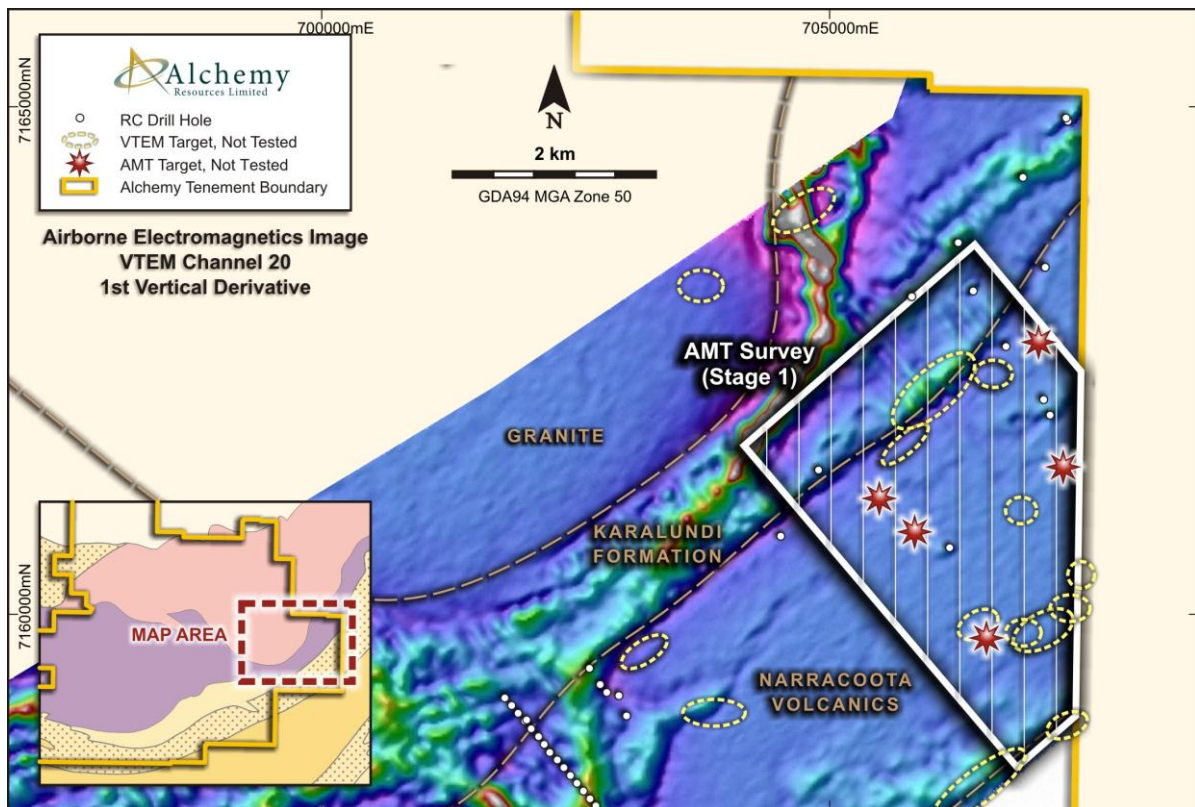 700000mE
705000mE
7165000mN
7160000mN
Alchemy
Resources Limited
RC Drill Hole
VTEM Target, Not Tested
AMT Target, Not Tested
Alchemy Tenement Boundary
Airborne Electromagnetics Image
VTEM Channel 20
1st Vertical Derivative
N
2 km
GDA94 MGA Zone 50
AMT Survey
(Stage 1)
GRANITE
KARALUNDI
FORMATION
NARRACOOTA
VOLCANICS
MAP AREA